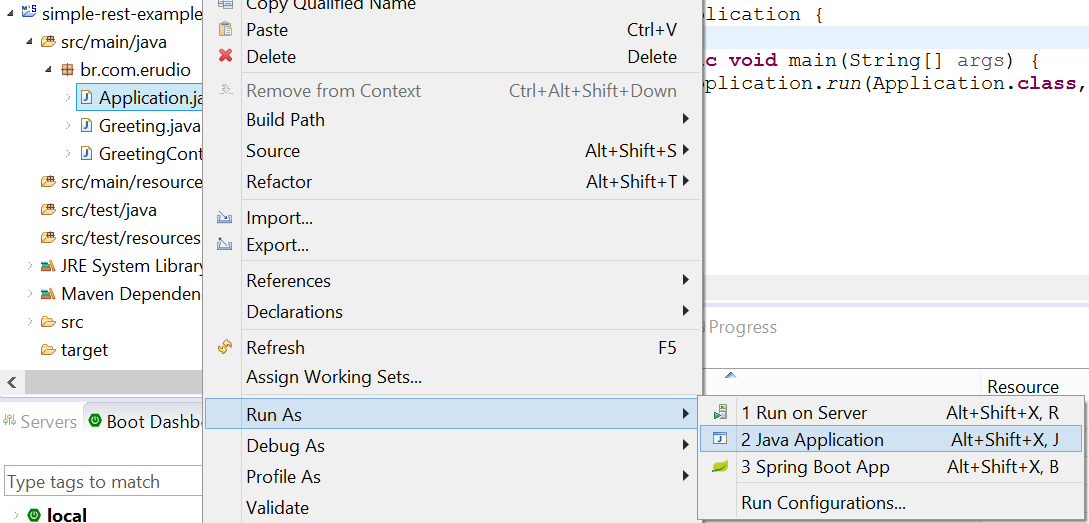 simple-rest-example
src/main/java
br.com.erudio
Application.ja
Greeting.java
GreetingCont
src/main/resource
src/test/java
src/test/resources
JRE System Library
Maven Dependen
src
target
Servers
Boot Dashbo
Type tags to match
local
Copy Qualified Name
Paste Ctrl+V
Delete Delete
Remove from Context Ctrl+Alt+Shift+Down
Build Path
Source Alt+Shift+S
Refactor Alt+Shift+T
Import...
Export...
References
Declarations
Refresh F5
Assign Working Sets...
Run As
Debug As
Profile As
Validate
plication {
c void main(String[] args) {
plication.run(Application.class,
Progress
Resource
1 Run on Server Alt+Shift+X, R
2 Java Application Alt+Shift+X, J
3 Spring Boot App Alt+Shift+X, B
Run Configurations...